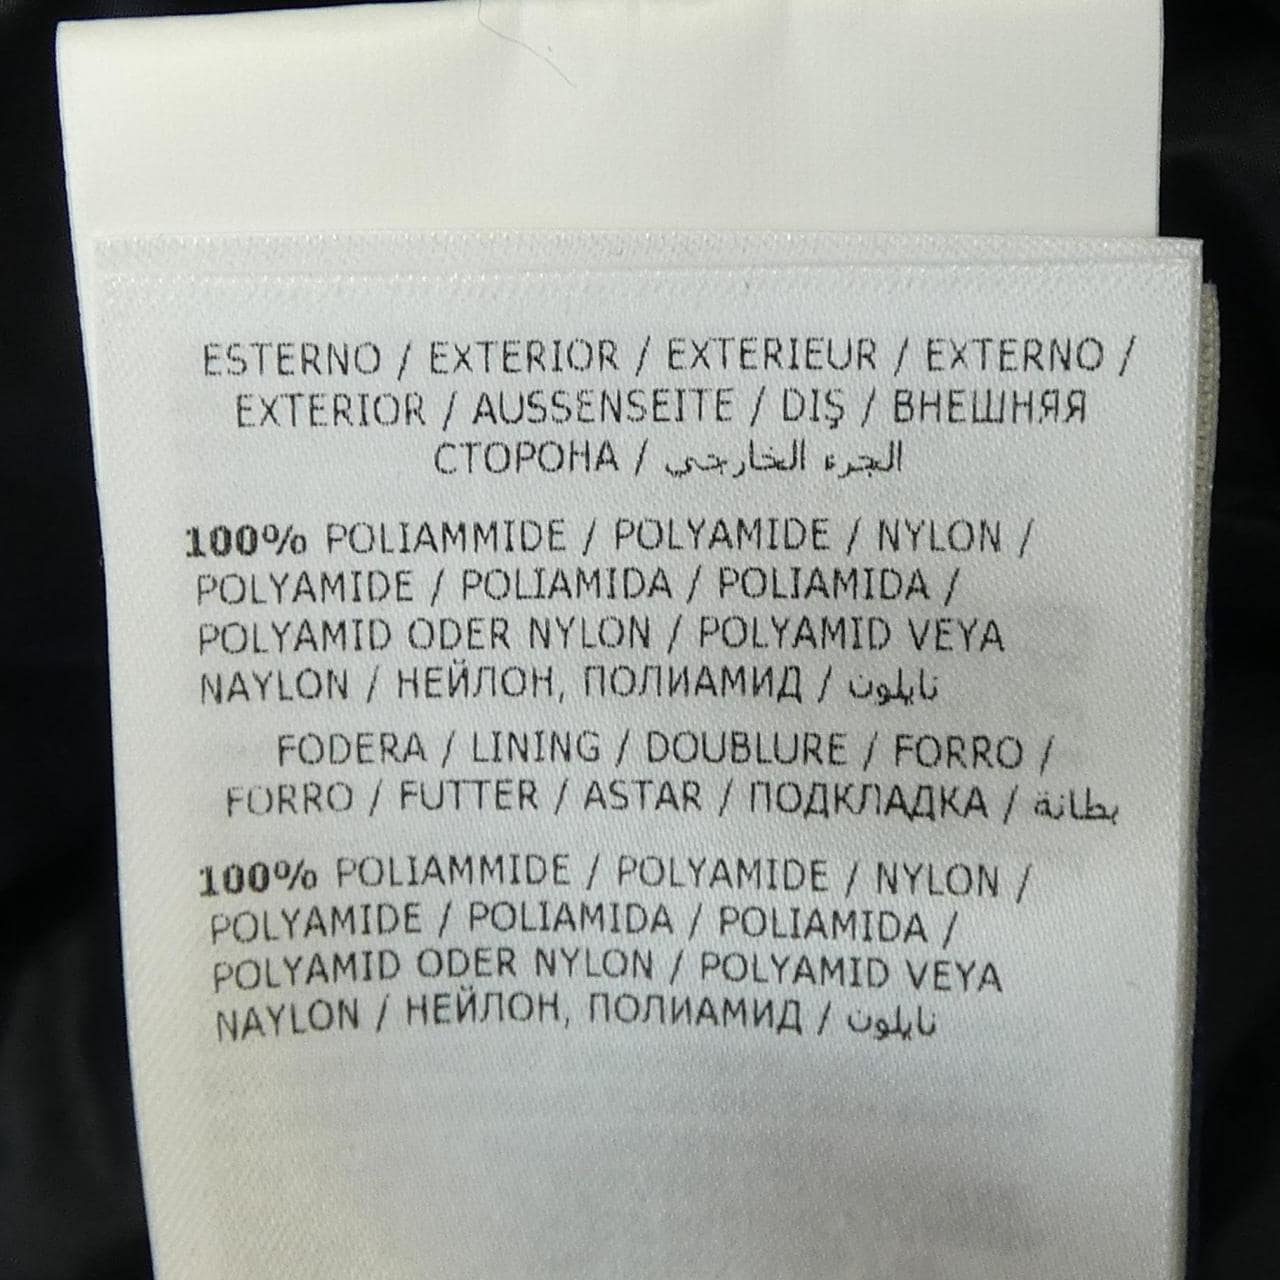 ESTERNO / EXTERIOR / EXTERIEUR / EXTERNO /
EXTERIOR / AUSSENSEITE / DIŞ / ВНЕШНЯЯ
СТОРОНА / الجزء الخارجي
100% POLIAMMIDE / POLYAMIDE / NYLON /
POLYAMIDE / POLIAMIDA / POLIAMIDA /
POLYAMID ODER NYLON / POLYAMID VEYA
NAYLON / НЕЙЛОН, ПОЛИАМИД / نايلون
FODERA / LINING / DOUBLURE / FORRO /
FORRO / FUTTER / ASTAR / ПОДКЛАДКА / بطانة
100% POLIAMMIDE / POLYAMIDE / NYLON /
POLYAMIDE / POLIAMIDA / POLIAMIDA /
POLYAMID ODER NYLON / POLYAMID VEYA
NAYLON / НЕЙЛОН, ПОЛИАМИД / نايلون